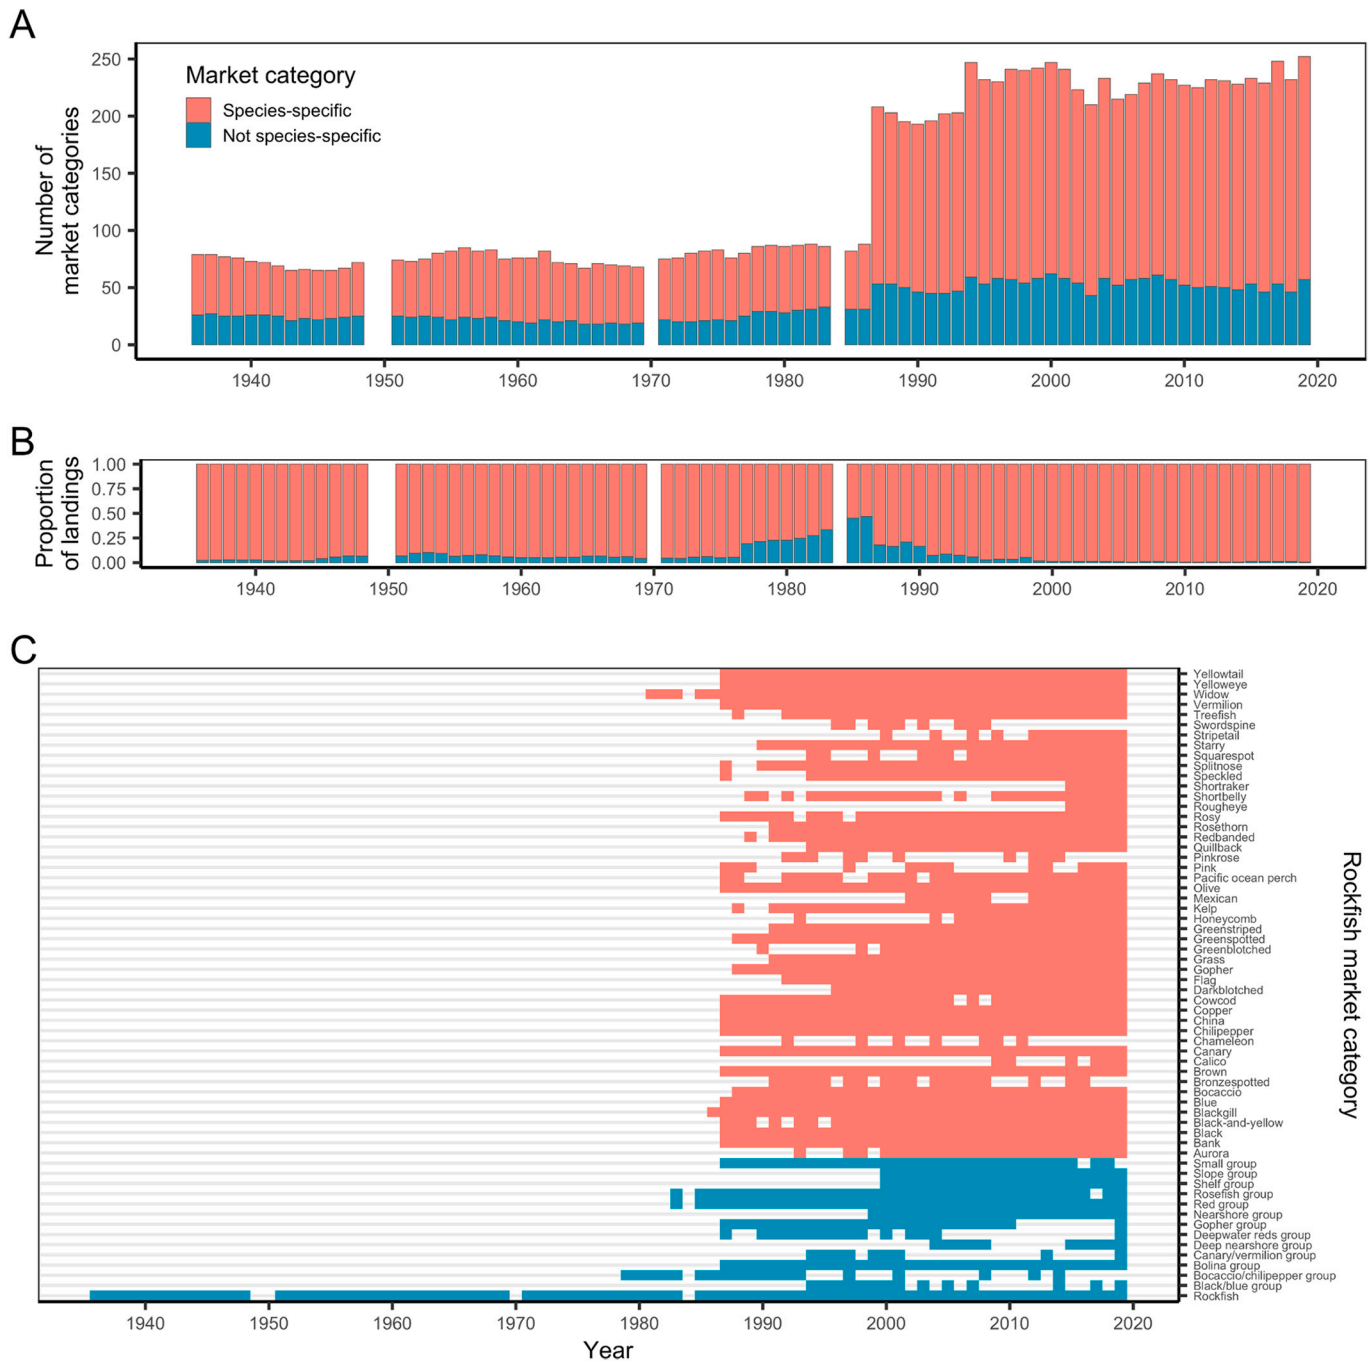 A
Number of
market categories
250
200
150
100
50
0
Market category
Species-specific
Not species-specific
1940
1950
1960
1970
1980
1990
2000
2010
2020
B
Proportion
of landings
1.00
0.75
0.50
0.25
0.00
1940
1950
1960
1970
1980
1990
2000
2010
2020
C
Yellowtail
Yelloweye
Widow
Vermilion
Treefish
Swordspine
Stripetail
Starry
Squarespot
Splitnose
Speckled
Shortraker
Shortbelly
Rougheye
Rosy
Rosethorn
Redbanded
Quillback
Pinkrose
Pink
Pacific ocean perch
Olive
Mexican
Kelp
Honeycomb
Greenstriped
Greenspotted
Greenblotched
Grass
Gopher
Flag
Darkblotched
Cowcod
Copper
China
Chilipepper
Chameleon
Canary
Calico
Brown
Bronzespotted
Bocaccio
Blue
Blackgill
Black-and-yellow
Black
Bank
Aurora
Small group
Slope group
Shelf group
Rosefish group
Red group
Nearshore group
Gopher group
Deepwater reds group
Deep nearshore group
Canary/vermilion group
Bolina group
Bocaccio/chilipepper group
Black/blue group
Rockfish
Rockfish market category
1940
1950
1960
1970
1980
1990
2000
2010
2020
Year